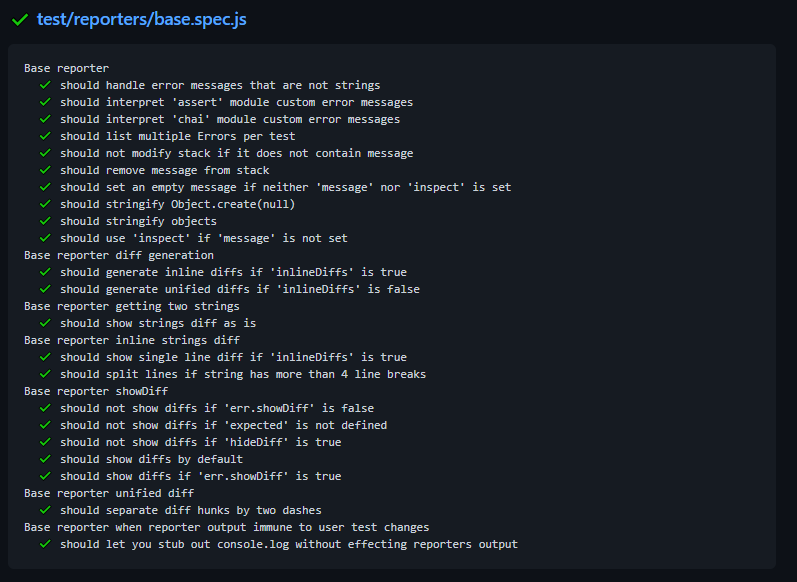 test/reporters/base.spec.js
Base reporter
should handle error messages that are not strings
should interpret 'assert' module custom error messages
should interpret 'chai' module custom error messages
should list multiple Errors per test
should not modify stack if it does not contain message
should remove message from stack
should set an empty message if neither 'message' nor 'inspect' is set
should stringify Object.create(null)
should stringify objects
should use 'inspect' if 'message' is not set
Base reporter diff generation
should generate inline diffs if 'inlineDiffs' is true
should generate unified diffs if 'inlineDiffs' is false
Base reporter getting two strings
should show strings diff as is
Base reporter inline strings diff
should show single line diff if 'inlineDiffs' is true
should split lines if string has more than 4 line breaks
Base reporter showDiff
should not show diffs if 'err.showDiff' is false
should not show diffs if 'expected' is not defined
should not show diffs if 'hideDiff' is true
should show diffs by default
should show diffs if 'err.showDiff' is true
Base reporter unified diff
should separate diff hunks by two dashes
Base reporter when reporter output immune to user test changes
should let you stub out console.log without effecting reporters output